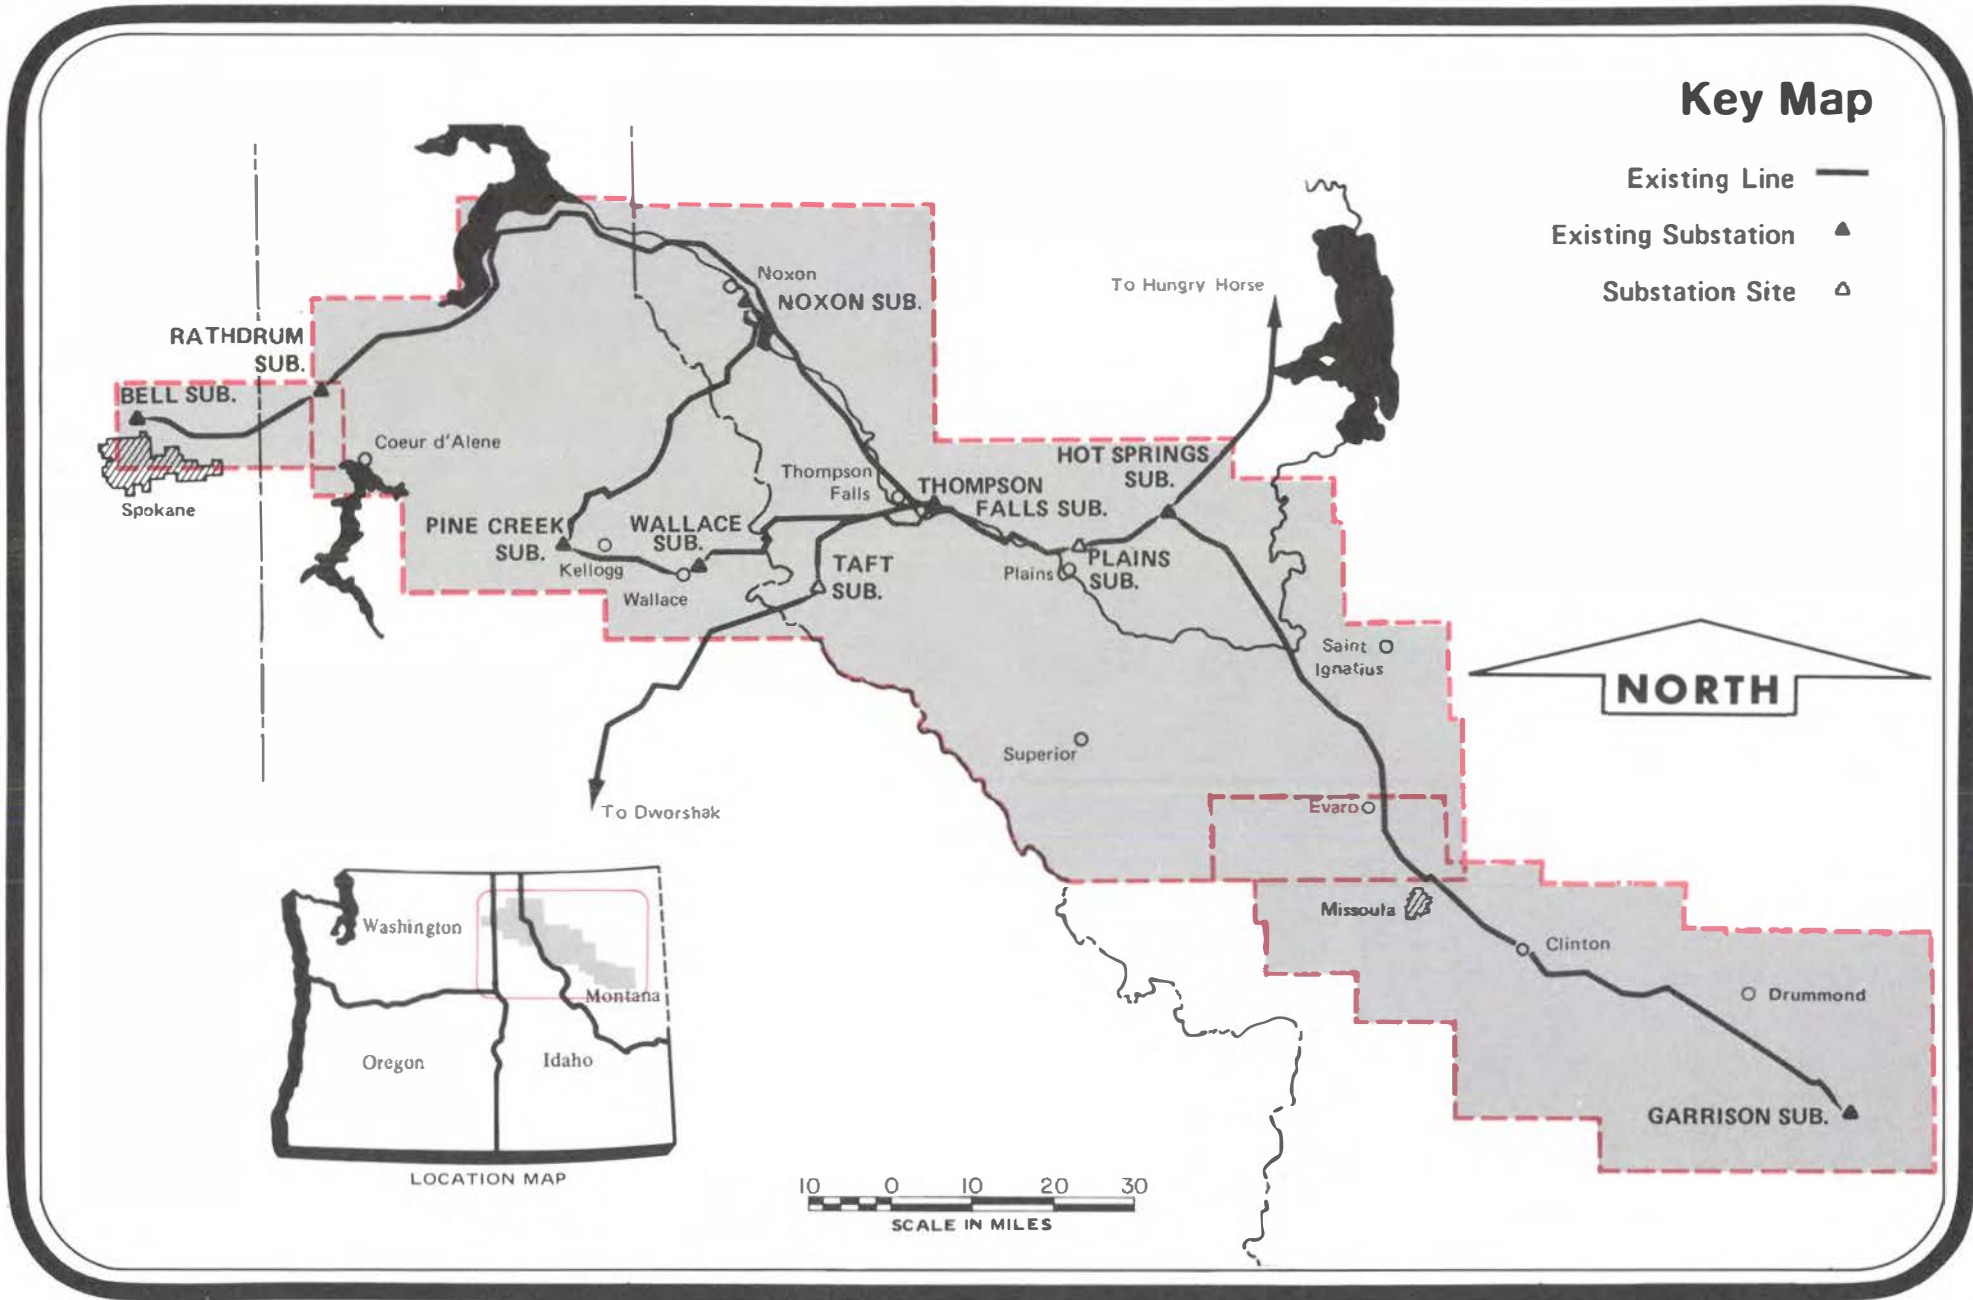 Key Map
Existing Line
Existing Substation
Substation Site
To Hungry Horse
Noxon
NOXON SUB.
RATHDRUM
SUB.
BELL SUB.
Coeur d'Alene
Spokane
HOT SPRINGS
SUB.
Thompson
Falls
THOMPSON
FALLS SUB.
PINE CREEK
SUB.
WALLACE
SUB.
Kellogg
Wallace
TAFT
SUB.
Plains
PLAINS
SUB.
Saint
Ignatius
NORTH
Superior
Evaro
To Dworshak
Missoula
Clinton
Drummond
GARRISON SUB.
Washington
Montana
Oregon
Idaho
LOCATION MAP
10 0 10 20 30
SCALE IN MILES